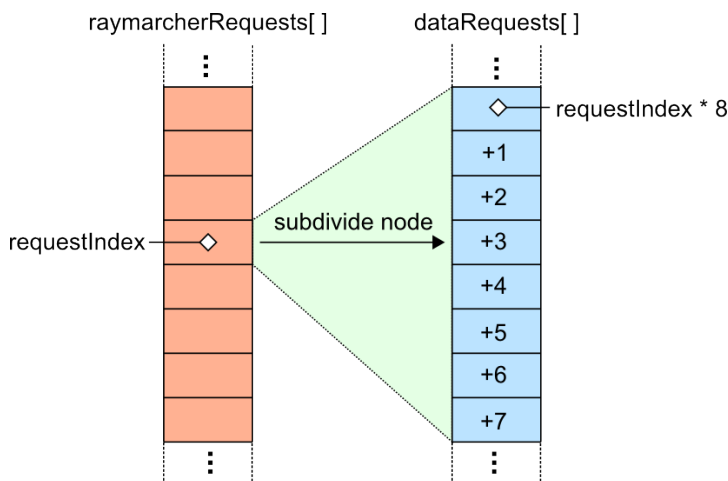 raymarcherRequests[ ]
dataRequests[ ]
requestIndex * 8
+1
+2
subdivide node
requestIndex
+3
+4
+5
+6
+7